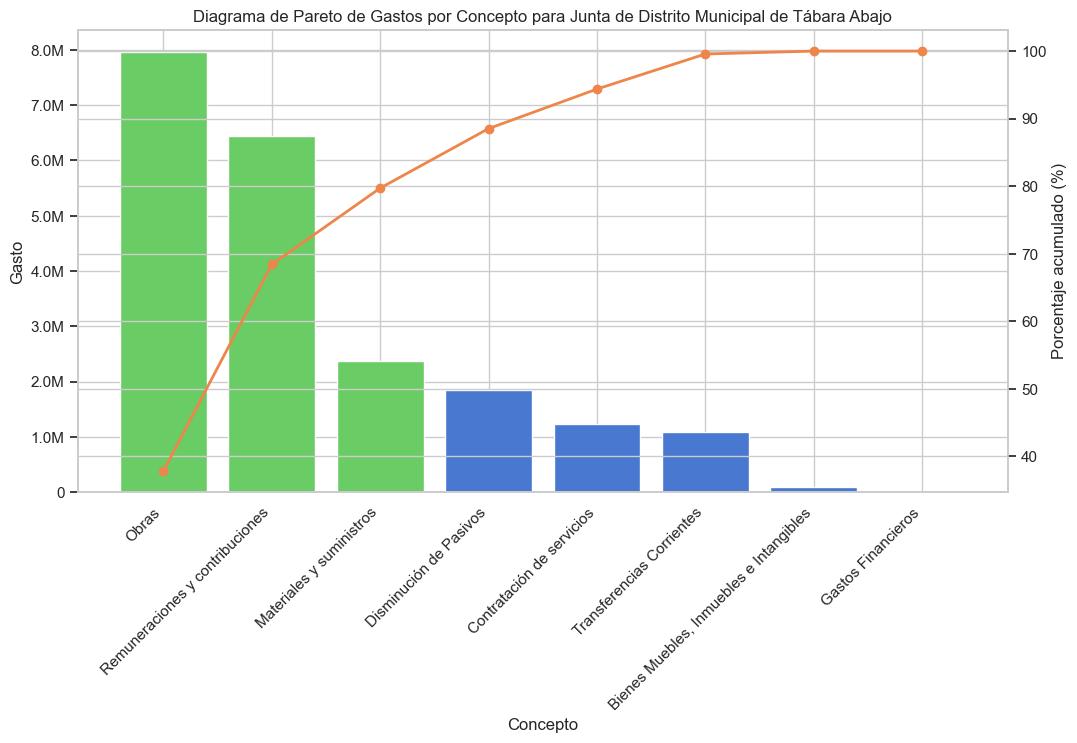 Diagrama de Pareto de Gastos por Concepto para Junta de Distrito Municipal de Tábara Abajo
8.0M
7.0M
6.0M
5.0M
4.0M
3.0M
2.0M
1.0M
0
Gasto
100
90
80
70
60
50
40
Porcentaje acumulado (%)
Obras
Remuneraciones y contribuciones
Materiales y suministros
Disminución de Pasivos
Contratación de servicios
Transferencias Corrientes
Bienes Muebles, Inmuebles e Intangibles
Gastos Financieros
Concepto